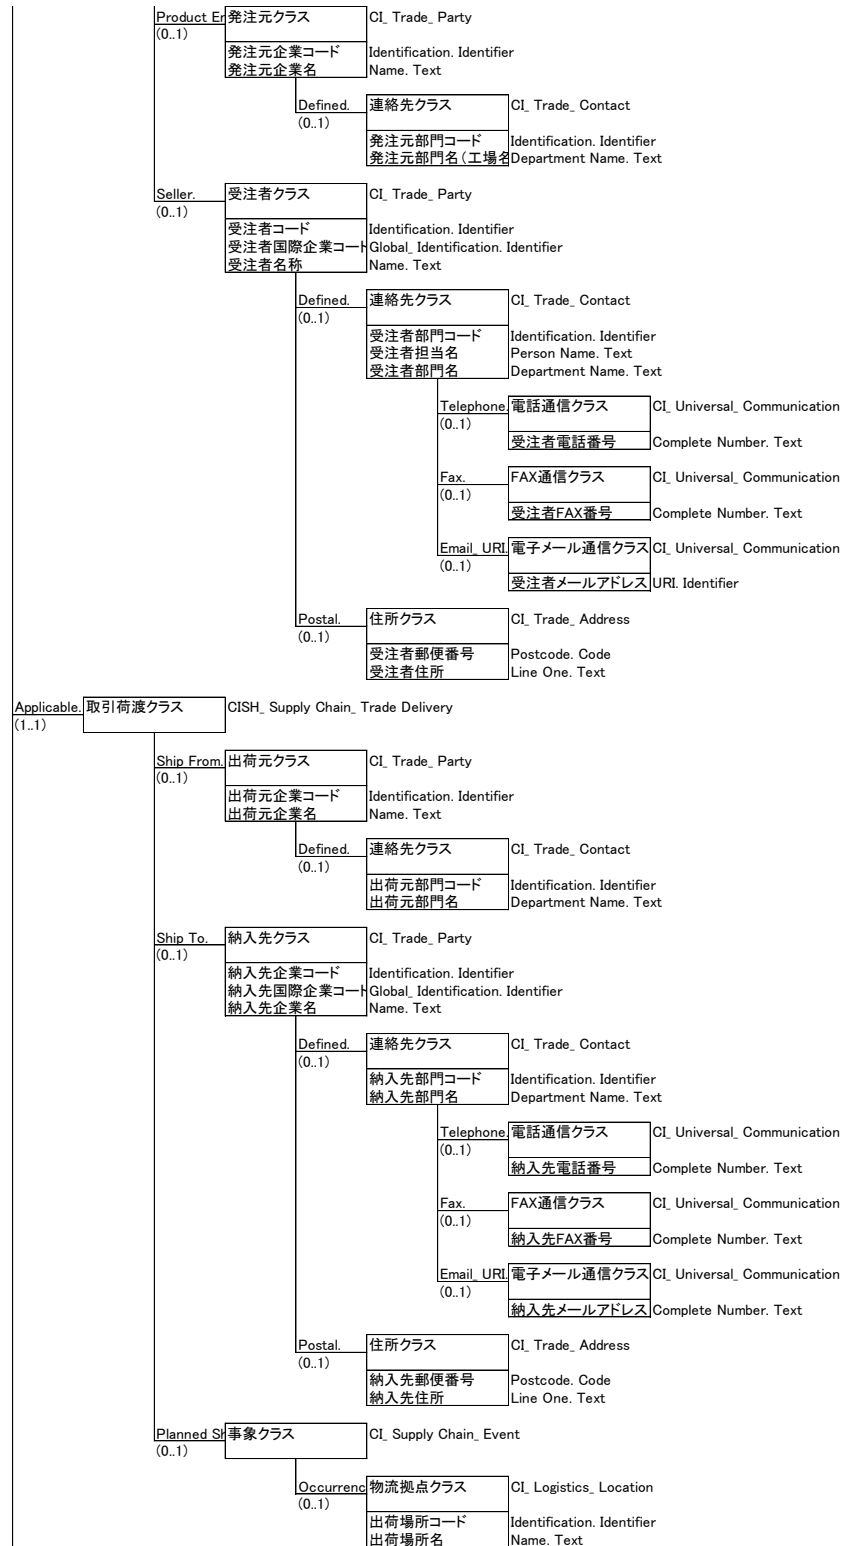 Product Er 発注元クラス CI_ Trade_ Party
(0..1)
発注元企業コード Identification. Identifier
発注元企業名 Name. Text
Defined. 連絡先クラス CI_ Trade_ Contact
(0..1)
発注元部門コード Identification. Identifier
発注元部門名(工場名 Department Name. Text
Seller. 受注者クラス CI_ Trade_ Party
(0..1)
受注者コード Identification. Identifier
受注者国際企業コート Global_ Identification. Identifier
受注者名称 Name. Text
Defined. 連絡先クラス CI_ Trade_ Contact
(0..1)
受注者部門コード Identification. Identifier
受注者担当名 Person Name. Text
受注者部門名 Department Name. Text
Telephone. 電話通信クラス CI_ Universal_ Communication
(0..1)
受注者電話番号 Complete Number. Text
Fax. FAX通信クラス CI_ Universal_ Communication
(0..1)
受注者FAX番号 Complete Number. Text
Email_ URI. 電子メール通信クラス CI_ Universal_ Communication
(0..1)
受注者メールアドレス URI. Identifier
Postal. 住所クラス CI_ Trade_ Address
(0..1)
受注者郵便番号 Postcode. Code
受注者住所 Line One. Text
Applicable. 取引荷渡クラス CISH_ Supply Chain_ Trade Delivery
(1..1)
Ship From. 出荷元クラス CI_ Trade_ Party
(0..1)
出荷元企業コード Identification. Identifier
出荷元企業名 Name. Text
Defined. 連絡先クラス CI_ Trade_ Contact
(0..1)
出荷元部門コード Identification. Identifier
出荷元部門名 Department Name. Text
Ship To. 納入先クラス CI_ Trade_ Party
(0..1)
納入先企業コード Identification. Identifier
納入先国際企業コート Global_ Identification. Identifier
納入先企業名 Name. Text
Defined. 連絡先クラス CI_ Trade_ Contact
(0..1)
納入先部門コード Identification. Identifier
納入先部門名 Department Name. Text
Telephone. 電話通信クラス CI_ Universal_ Communication
(0..1)
納入先電話番号 Complete Number. Text
Fax. FAX通信クラス CI_ Universal_ Communication
(0..1)
納入先FAX番号 Complete Number. Text
Email_ URI. 電子メール通信クラス CI_ Universal_ Communication
(0..1)
納入先メールアドレス Complete Number. Text
Postal. 住所クラス CI_ Trade_ Address
(0..1)
納入先郵便番号 Postcode. Code
納入先住所 Line One. Text
Planned Sh 事象クラス CI_ Supply Chain_ Event
(0..1)
Occurrenc 物流拠点クラス CI_ Logistics_ Location
(0..1)
出荷場所コード Identification. Identifier
出荷場所名 Name. Text